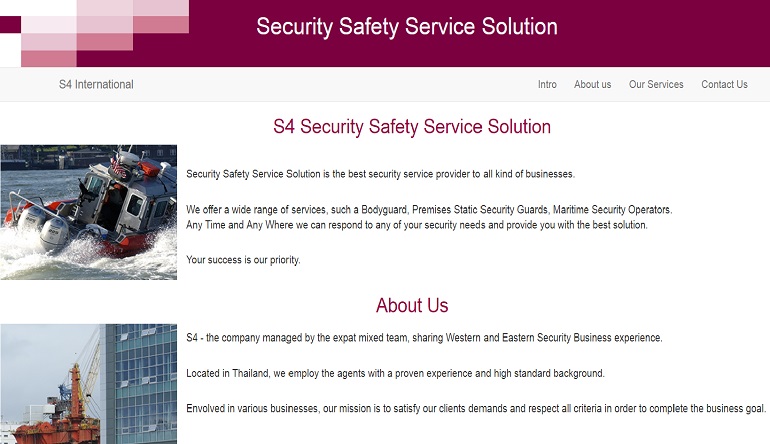 Security Safety Service Solution
S4 International
Intro
About us
Our Services
Contact Us
S4 Security Safety Service Solution
Security Safety Service Solution is the best security service provider to all kind of businesses.
We offer a wide range of services, such a Bodyguard, Premises Static Security Guards, Maritime Security Operators.
Any Time and Any Where we can respond to any of your security needs and provide you with the best solution.
Your success is our priority.
About Us
S4 - the company managed by the expat mixed team, sharing Western and Eastern Security Business experience.
Located in Thailand, we employ the agents with a proven experience and high standard background.
Envolved in various businesses, our mission is to satisfy our clients demands and respect all criteria in order to complete the business goal.